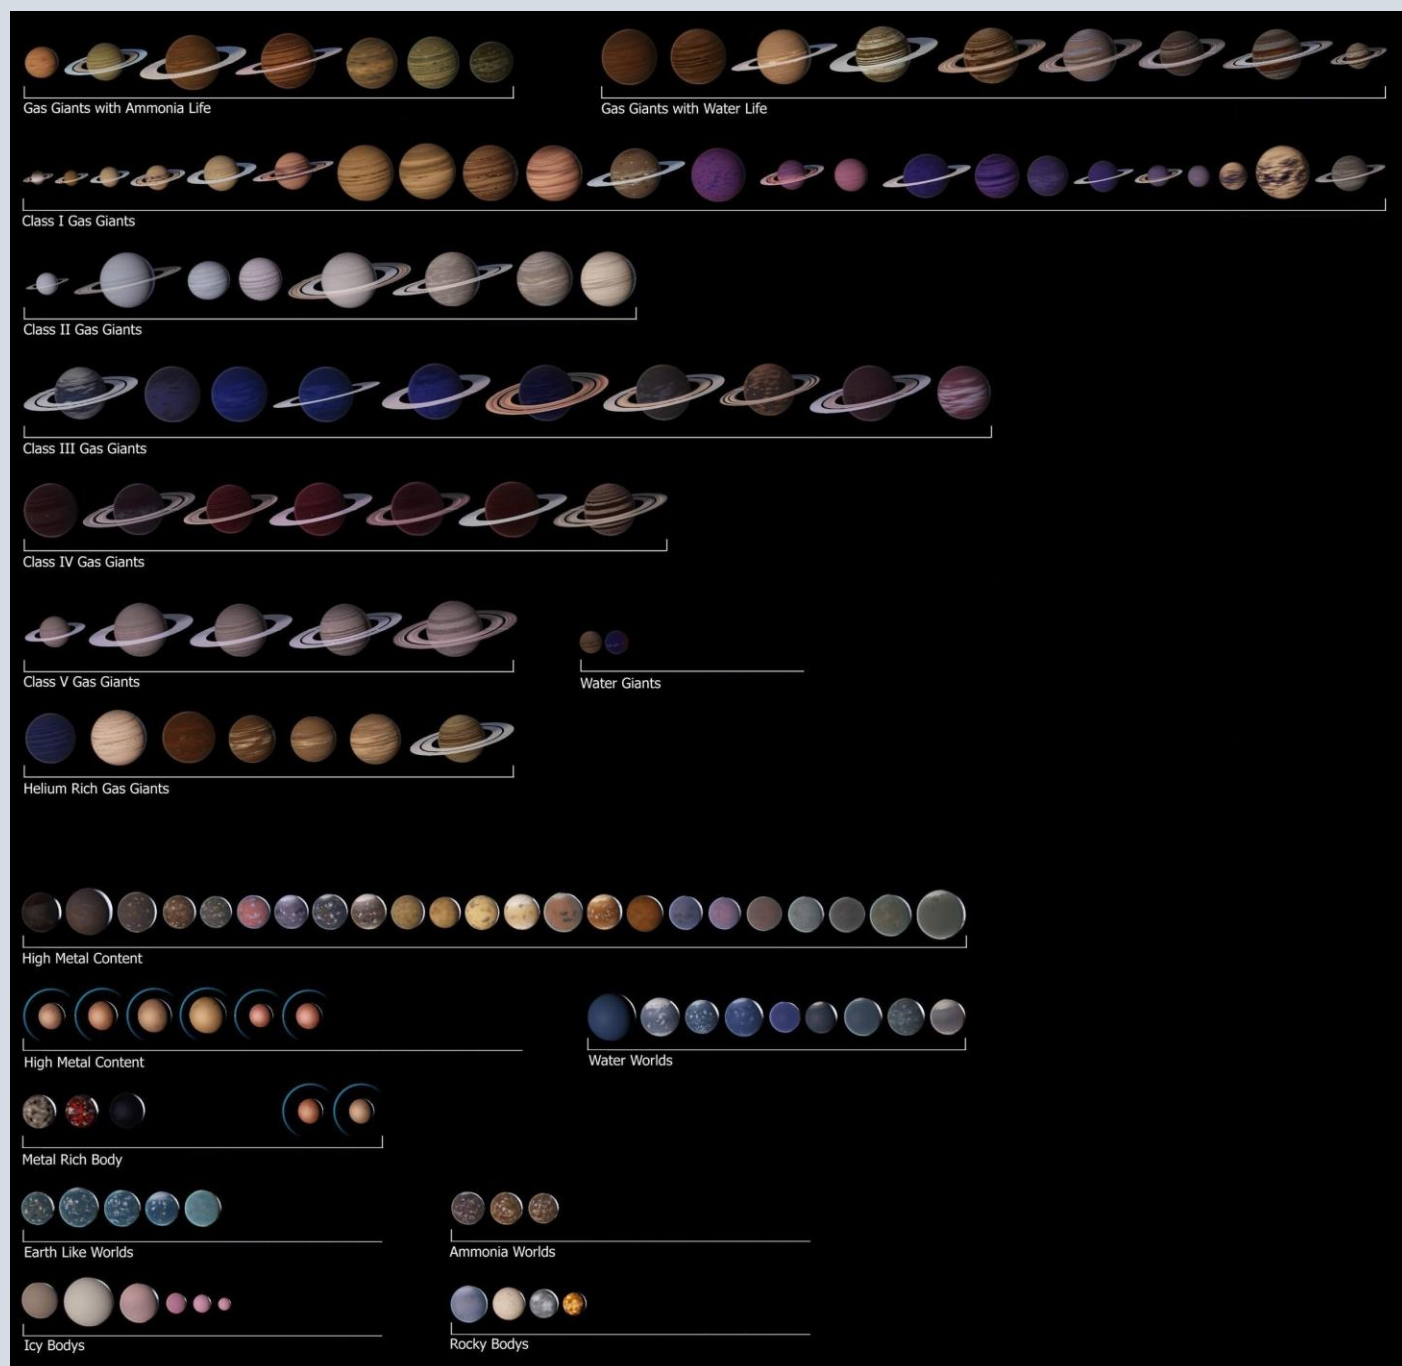 Gas Giants with Ammonia Life
Gas Giants with Water Life
Class I Gas Giants
Class II Gas Giants
Class III Gas Giants
Class IV Gas Giants
Class V Gas Giants
Water Giants
Helium Rich Gas Giants
High Metal Content
High Metal Content
Water Worlds
Metal Rich Body
Earth Like Worlds
Ammonia Worlds
Icy Bodys
Rocky Bodys